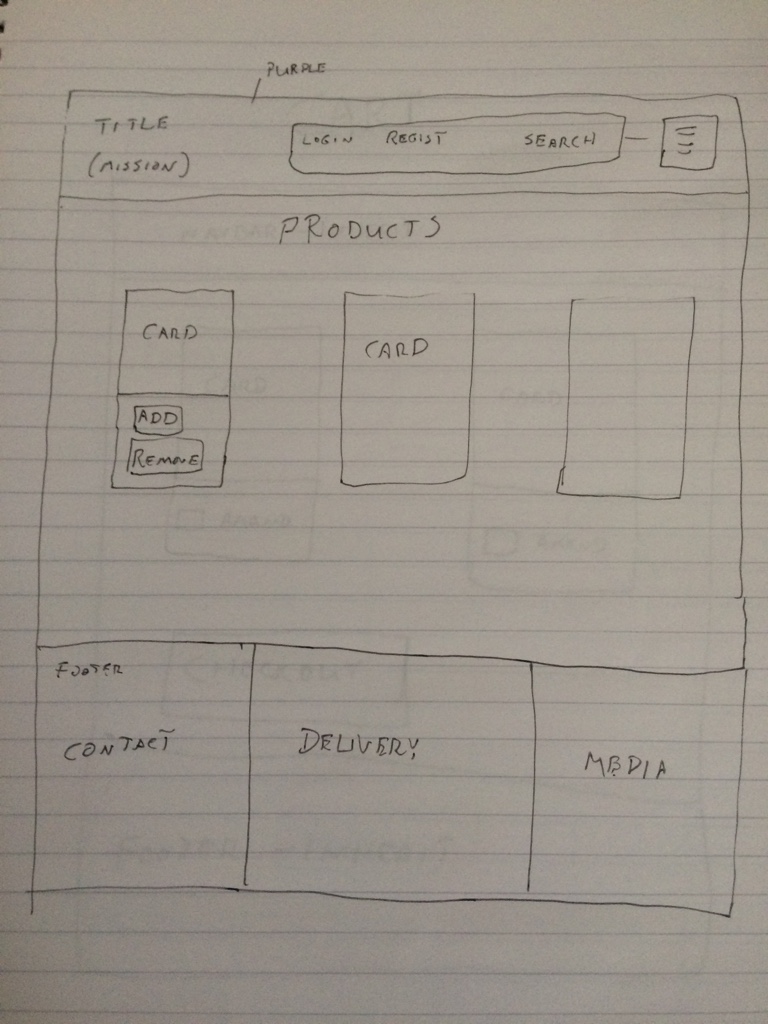 PURPLE
TITLE
(MISSION)
LOGIN REGIST SEARCH
PRODUCTS
CARD
CARD
ADD
REMOVE
FOOTER
CONTACT
DELIVERY
MEDIA